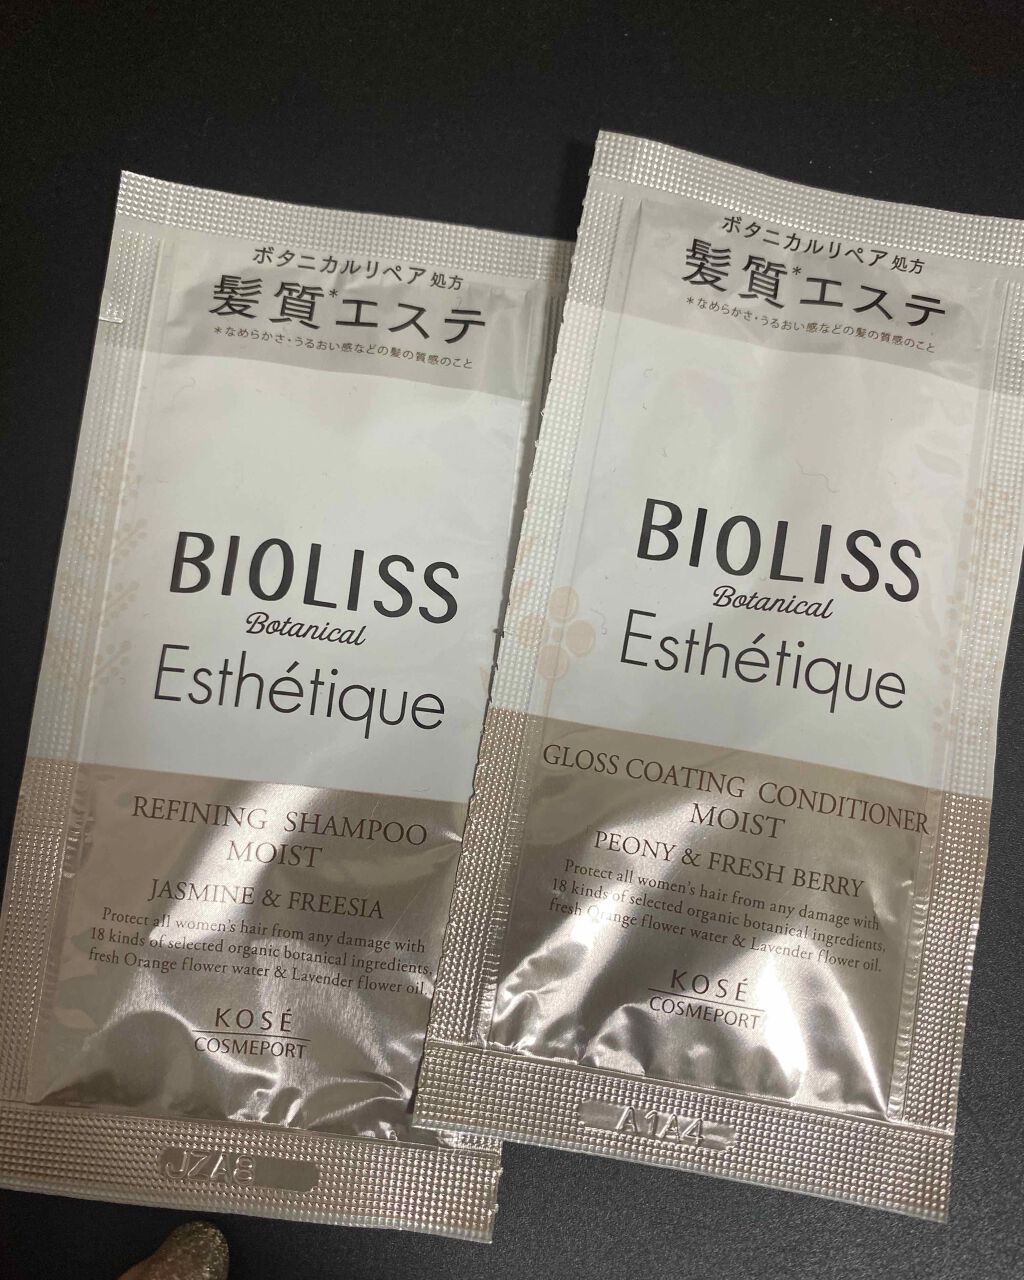 ボタニカルリペア処方
髪質*エステ
*なめらかさ・うるおい感などの髪の質感のこと
BIOLISS
Botanical
Esthétique
REFINING SHAMPOO
MOIST
JASMINE & FREESIA
Protect all women's hair from any damage with
18 kinds of selected organic botanical ingredients,
fresh Orange flower water & Lavender flower oil.
KOSÉ
COSMEPORT
JZA8
ボタニカルリペア処方
髪質*エステ
*なめらかさ・うるおい感などの髪の質感のこと
BIOLISS
Botanical
Esthétique
GLOSS COATING CONDITIONER
MOIST
PEONY & FRESH BERRY
Protect all women's hair from any damage with
18 kinds of selected organic botanical ingredients,
fresh Orange flower water & Lavender flower oil.
KOSÉ
COSMEPORT
A1A4